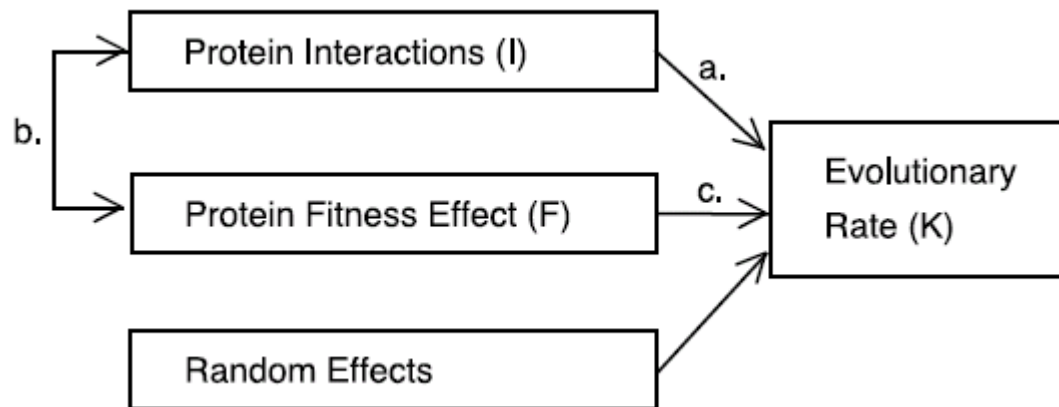 Protein Interactions (I)
a.
b.
Protein Fitness Effect (F)
c.
Evolutionary
Rate (K)
Random Effects